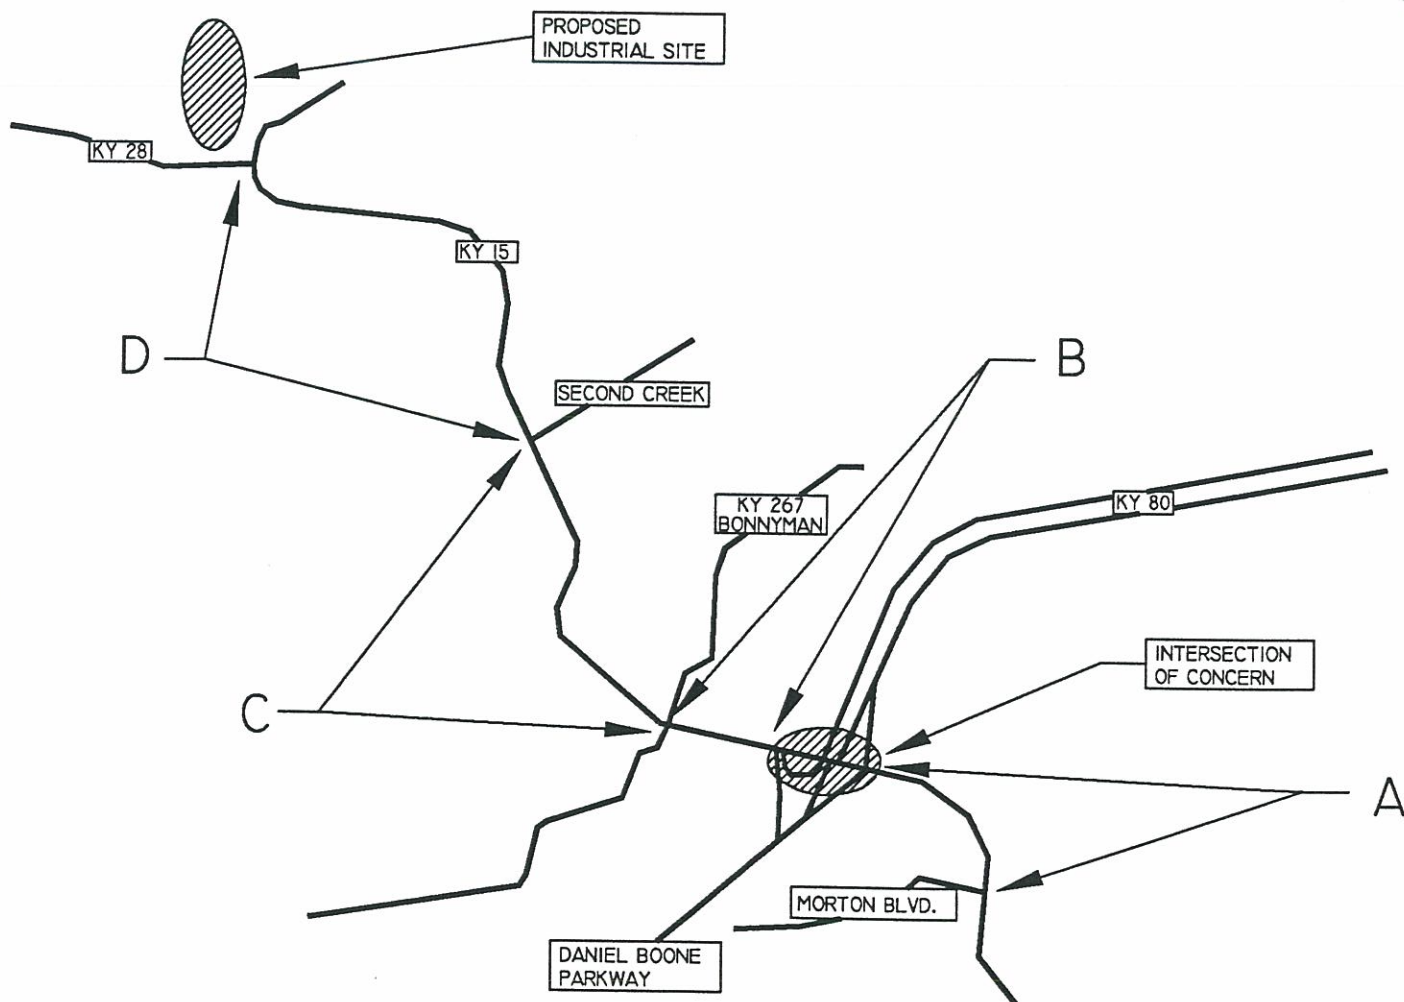 PROPOSED
INDUSTRIAL SITE
KY 28
KY 15
D
B
SECOND CREEK
KY 267
BONNYMAN
KY 80
INTERSECTION
OF CONCERN
C
A
MORTON BLVD.
DANIEL BOONE
PARKWAY